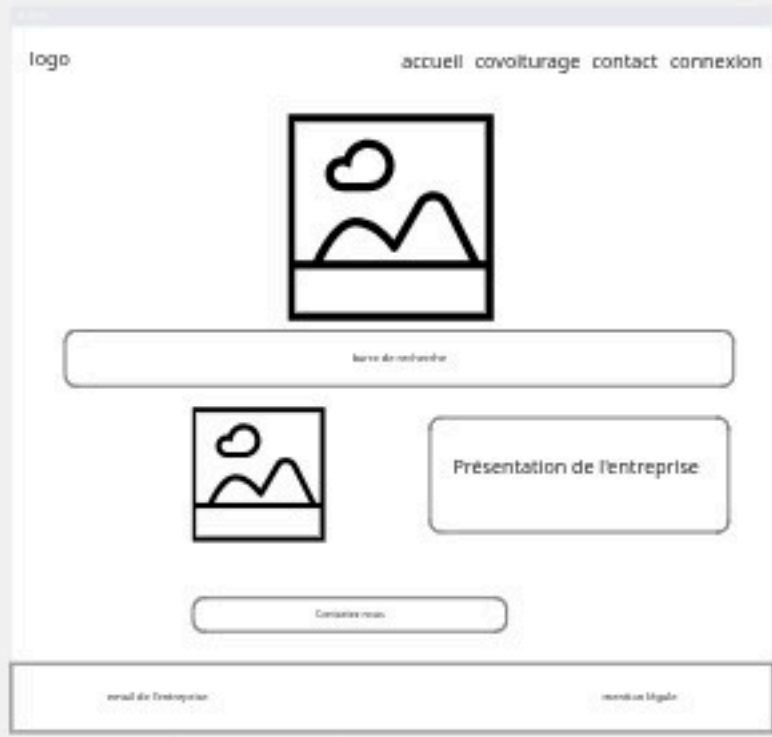 logo
accueil covoiturage contact connexion
barre de recherche
Présentation de l'entreprise
Contactez nous
email de l'entreprise
mention légale